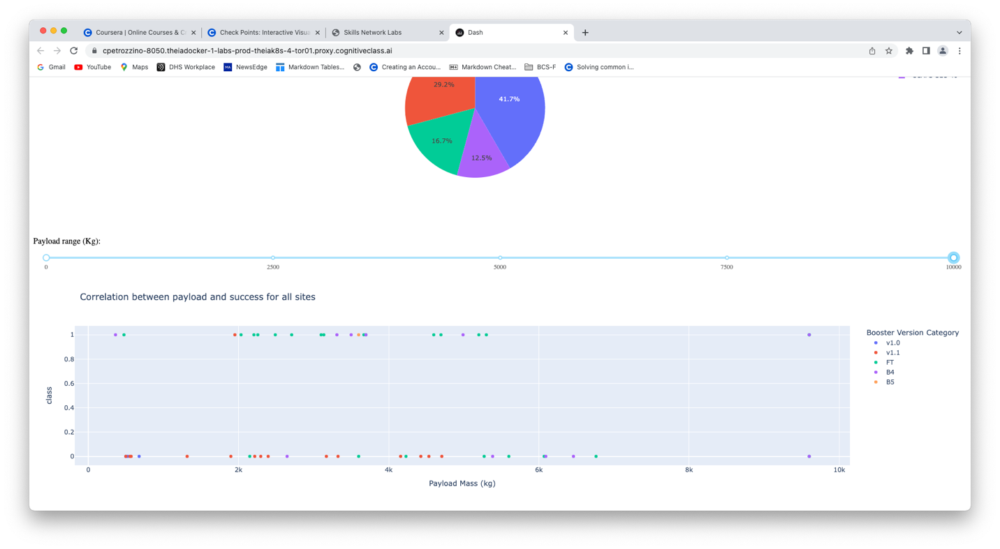 Coursera | Online Courses & C
Check Points: Interactive Visua
Skills Network Labs
Dash
cpetrozzino-8050.theiadocker-1-labs-prod-theiak8s-4-tor01.proxy.cognitiveclass.ai
Gmail
YouTube
Maps
DHS Workplace
MA
NewsEdge
Markdown Tables...
Creating an Accou...
Markdown Cheat...
BCS-F
Solving common i...
29.2%
41.7%
16.7%
12.5%
Payload range (Kg):
0 2500 5000 7500 10000
Correlation between payload and success for all sites
Booster Version Category
v1.0
v1.1
FT
B4
B5
class
1
0.8
0.6
0.4
0.2
0
0 2k 4k 6k 8k 10k
Payload Mass (kg)